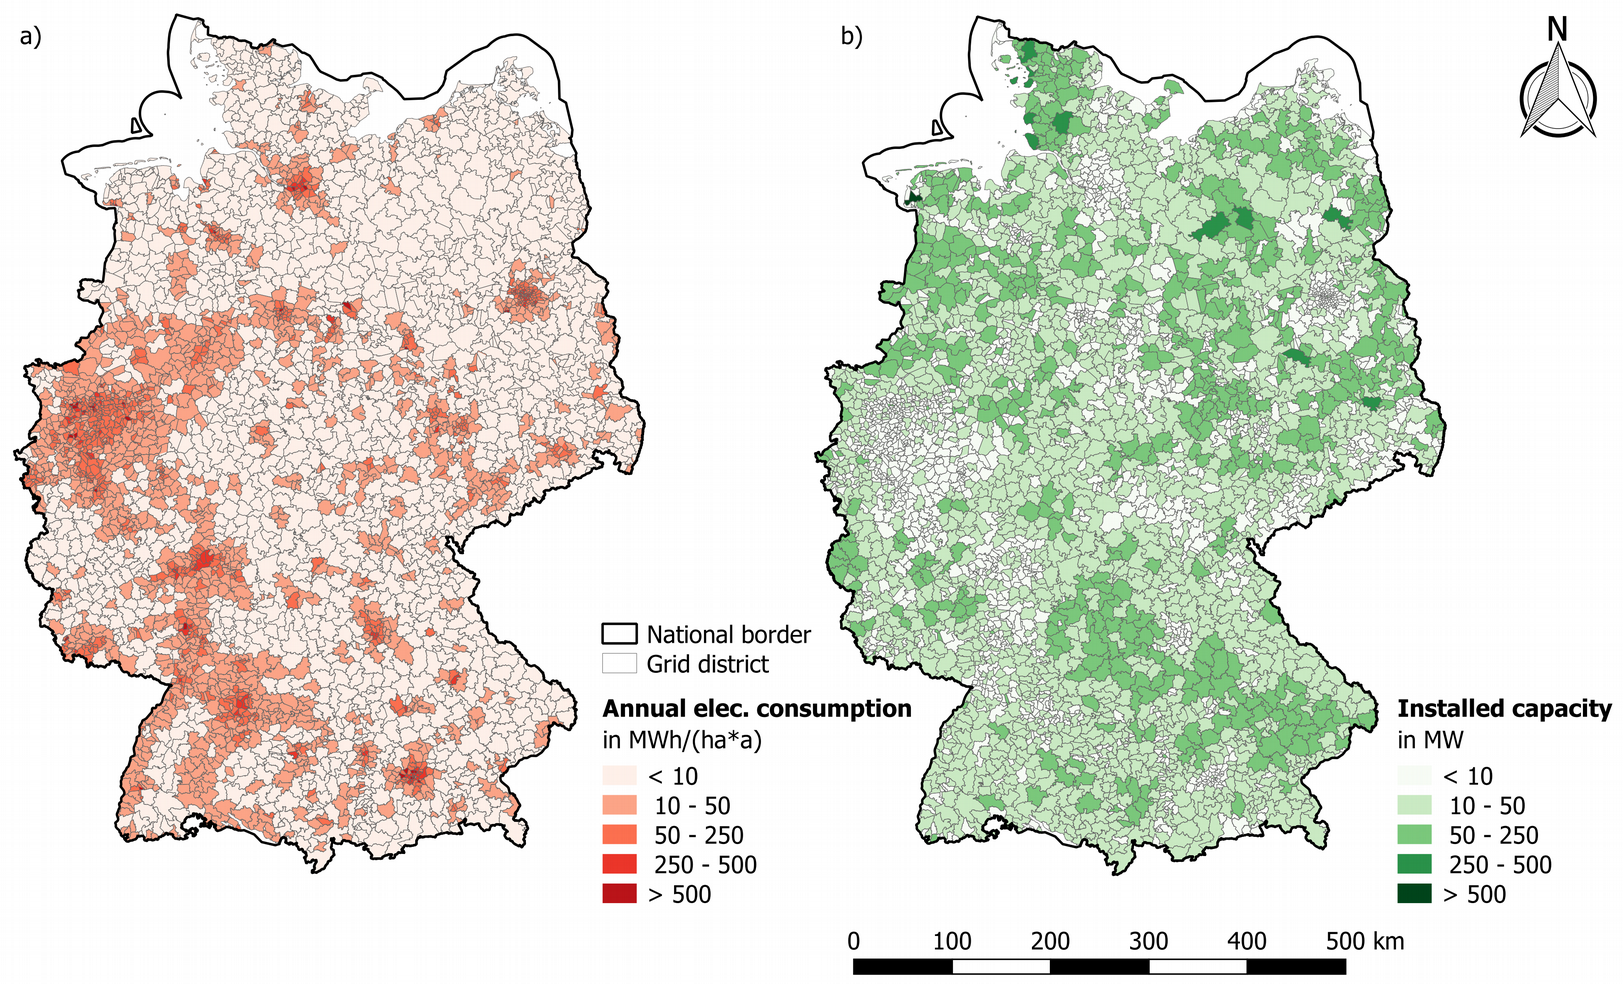 a)
b)
N
National border
Grid district
Annual elec. consumption
in MWh/(ha*a)
< 10
10 - 50
50 - 250
250 - 500
> 500
Installed capacity
in MW
< 10
10 - 50
50 - 250
250 - 500
> 500
0 100 200 300 400 500 km